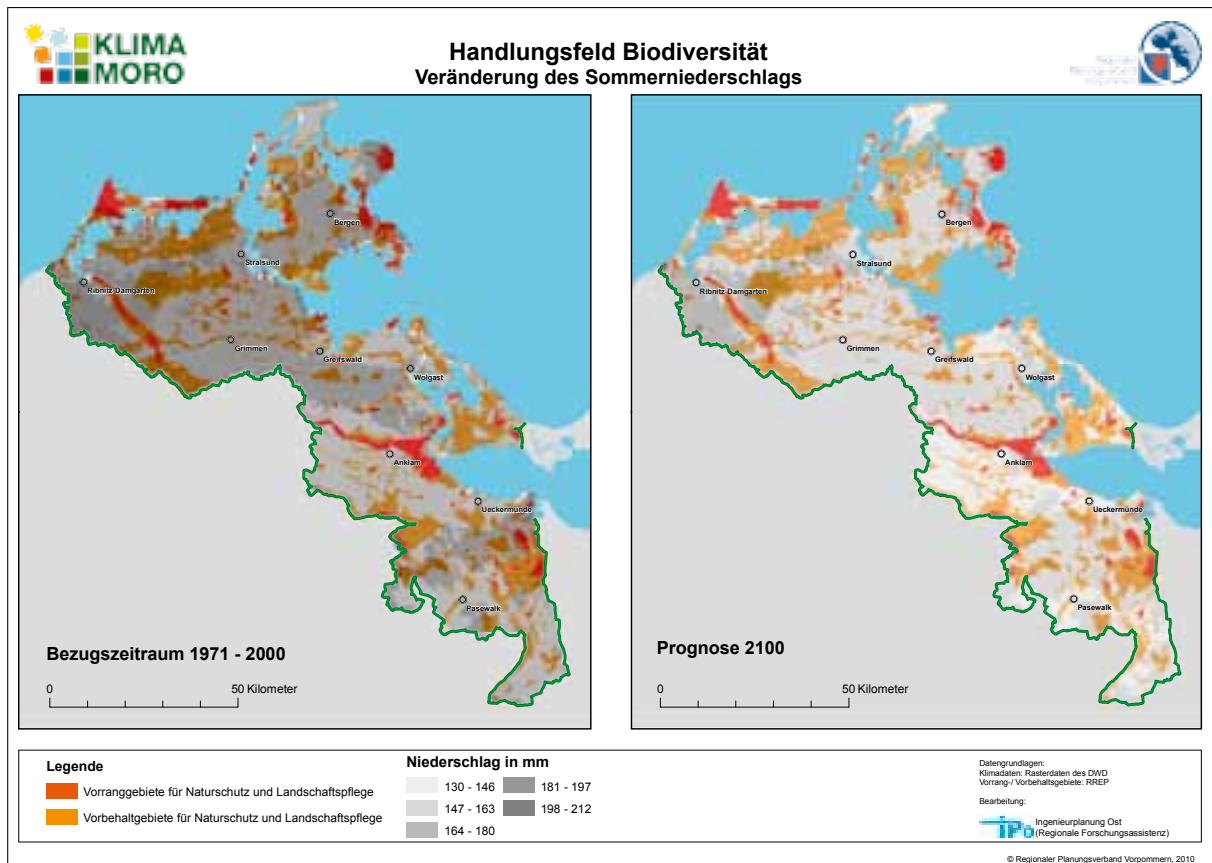 KLIMA
MORO
Handlungsfeld Biodiversität
Veränderung des Sommerniederschlags
Bergen
Stralsund
Ribnitz-Damgarten
Grimmen
Greifswald
Wolgast
Anklam
Ueckermünde
Pasewalk
Bezugszeitraum 1971 - 2000
0 50 Kilometer
Bergen
Stralsund
Ribnitz-Damgarten
Grimmen
Greifswald
Wolgast
Anklam
Ueckermünde
Pasewalk
Prognose 2100
0 50 Kilometer
Legende
Vorranggebiete für Naturschutz und Landschaftspflege
Vorbehaltgebiete für Naturschutz und Landschaftspflege
Niederschlag in mm
130 - 146
147 - 163
164 - 180
181 - 197
198 - 212
Datengrundlagen:
Klimadaten: Rasterdaten des DWD
Vorrang-/ Vorbehaltsgebiete: RREP
Bearbeitung:
iPO
Ingenieurplanung Ost
(Regionale Forschungsassistenz)
© Regionaler Planungsverband Vorpommern, 2010